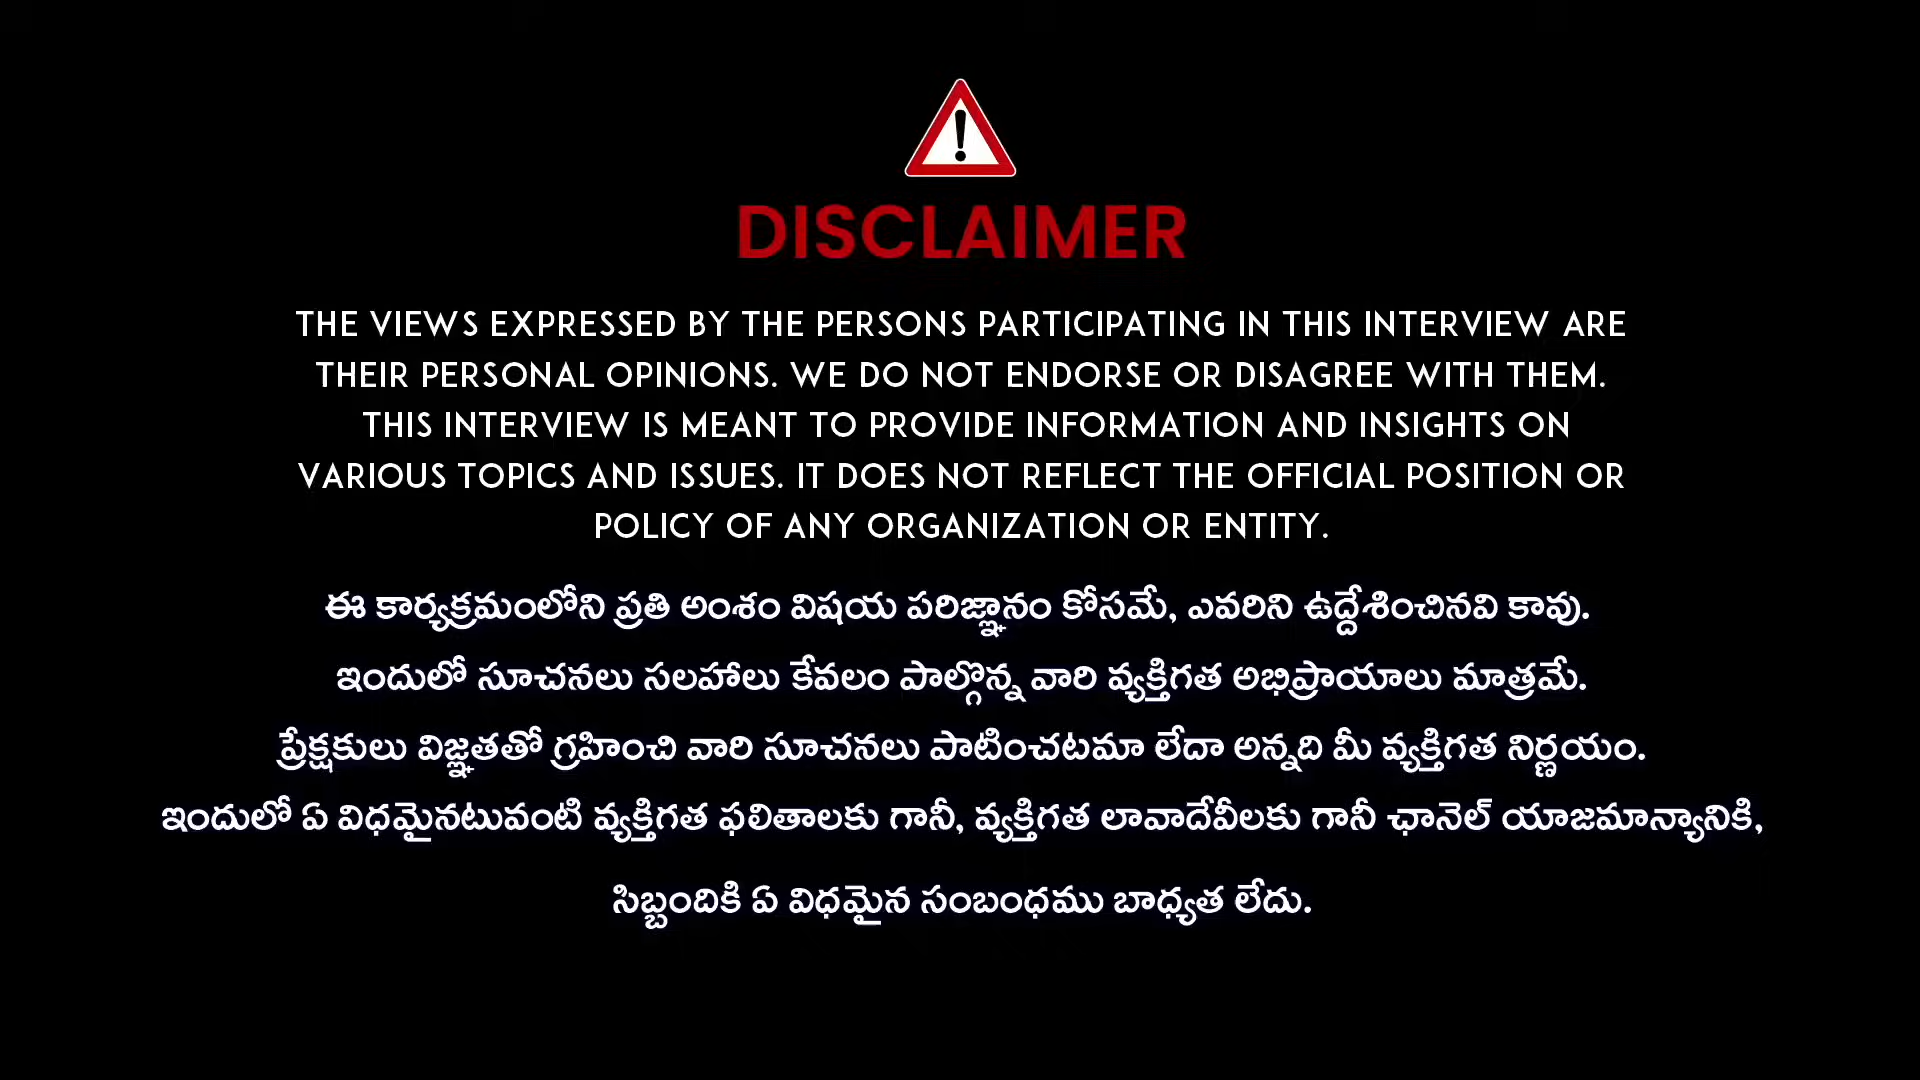 DISCLAIMER
THE VIEWS EXPRESSED BY THE PERSONS PARTICIPATING IN THIS INTERVIEW ARE
THEIR PERSONAL OPINIONS. WE DO NOT ENDORSE OR DISAGREE WITH THEM.
THIS INTERVIEW IS MEANT TO PROVIDE INFORMATION AND INSIGHTS ON
VARIOUS TOPICS AND ISSUES. IT DOES NOT REFLECT THE OFFICIAL POSITION OR
POLICY OF ANY ORGANIZATION OR ENTITY.
ఈ కార్యక్రమంలోని ప్రతి అంశం విషయ పరిజ్ఞానం కోసమే, ఎవరిని ఉద్దేశించినవి కావు.
ఇందులో సూచనలు సలహాలు కేవలం పాల్గొన్న వారి వ్యక్తిగత అభిప్రాయాలు మాత్రమే.
ప్రేక్షకులు విజ్ఞతతో గ్రహించి వారి సూచనలు పాటించటమా లేదా అన్నది మీ వ్యక్తిగత నిర్ణయం.
ఇందులో ఏ విధమైనటువంటి వ్యక్తిగత ఫలితాలకు గానీ, వ్యక్తిగత లావాదేవీలకు గానీ ఛానెల్ యాజమాన్యానికి,
సిబ్బందికి ఏ విధమైన సంబంధము బాధ్యత లేదు.